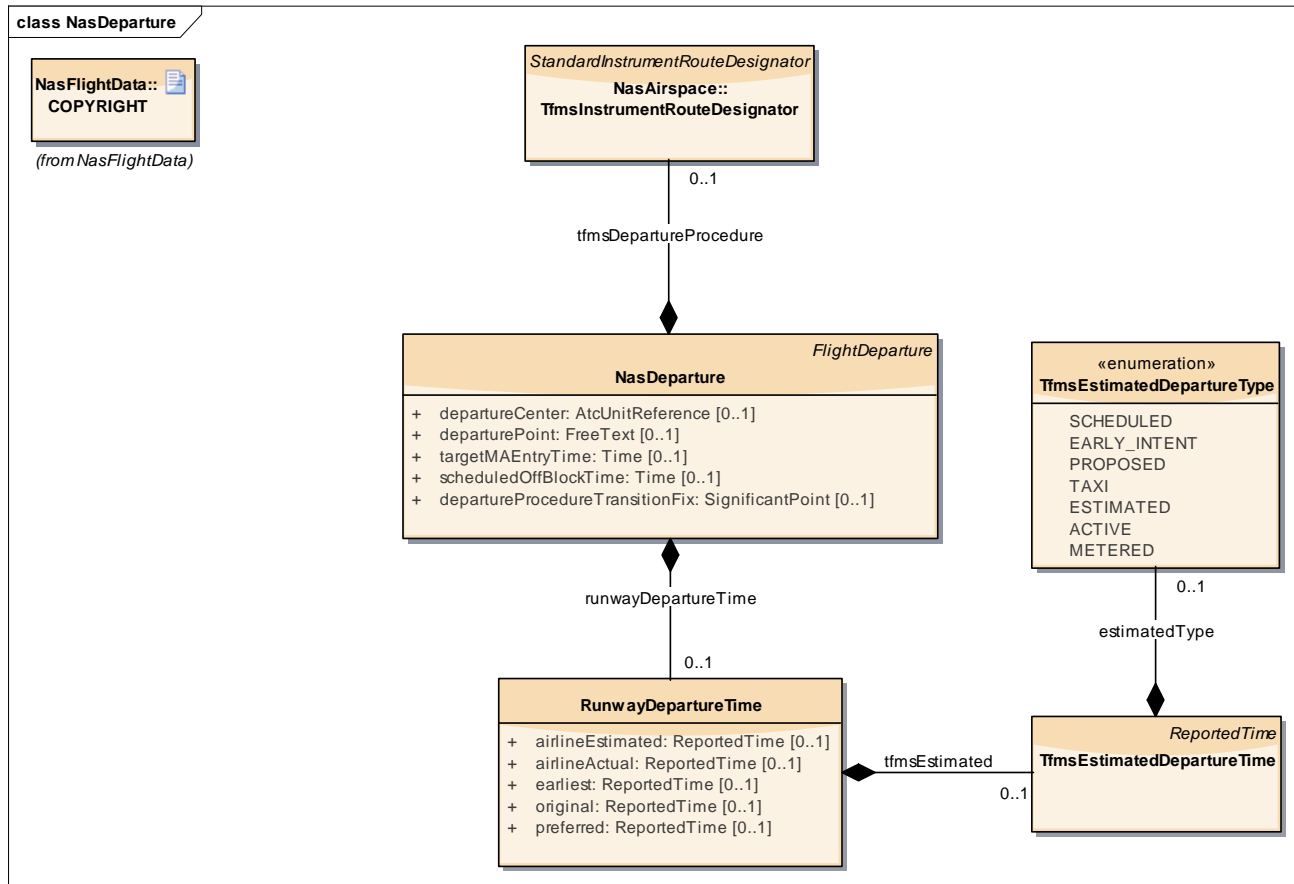 class NasDeparture
NasFlightData::
COPYRIGHT
(from NasFlightData)
StandardInstrumentRouteDesignator
NasAirspace::
TfmsInstrumentRouteDesignator
0..1
tfmsDepartureProcedure
FlightDeparture
NasDeparture
+ departureCenter: AtcUnitReference [0..1]
+ departurePoint: FreeText [0..1]
+ targetMAEntryTime: Time [0..1]
+ scheduledOffBlockTime: Time [0..1]
+ departureProcedureTransitionFix: SignificantPoint [0..1]
«enumeration»
TfmsEstimatedDepartureType
SCHEDULED
EARLY_INTENT
PROPOSED
TAXI
ESTIMATED
ACTIVE
METERED
0..1
estimatedType
runwayDepartureTime
0..1
RunwayDepartureTime
+ airlineEstimated: ReportedTime [0..1]
+ airlineActual: ReportedTime [0..1]
+ earliest: ReportedTime [0..1]
+ original: ReportedTime [0..1]
+ preferred: ReportedTime [0..1]
tfmsEstimated
0..1
ReportedTime
TfmsEstimatedDepartureTime